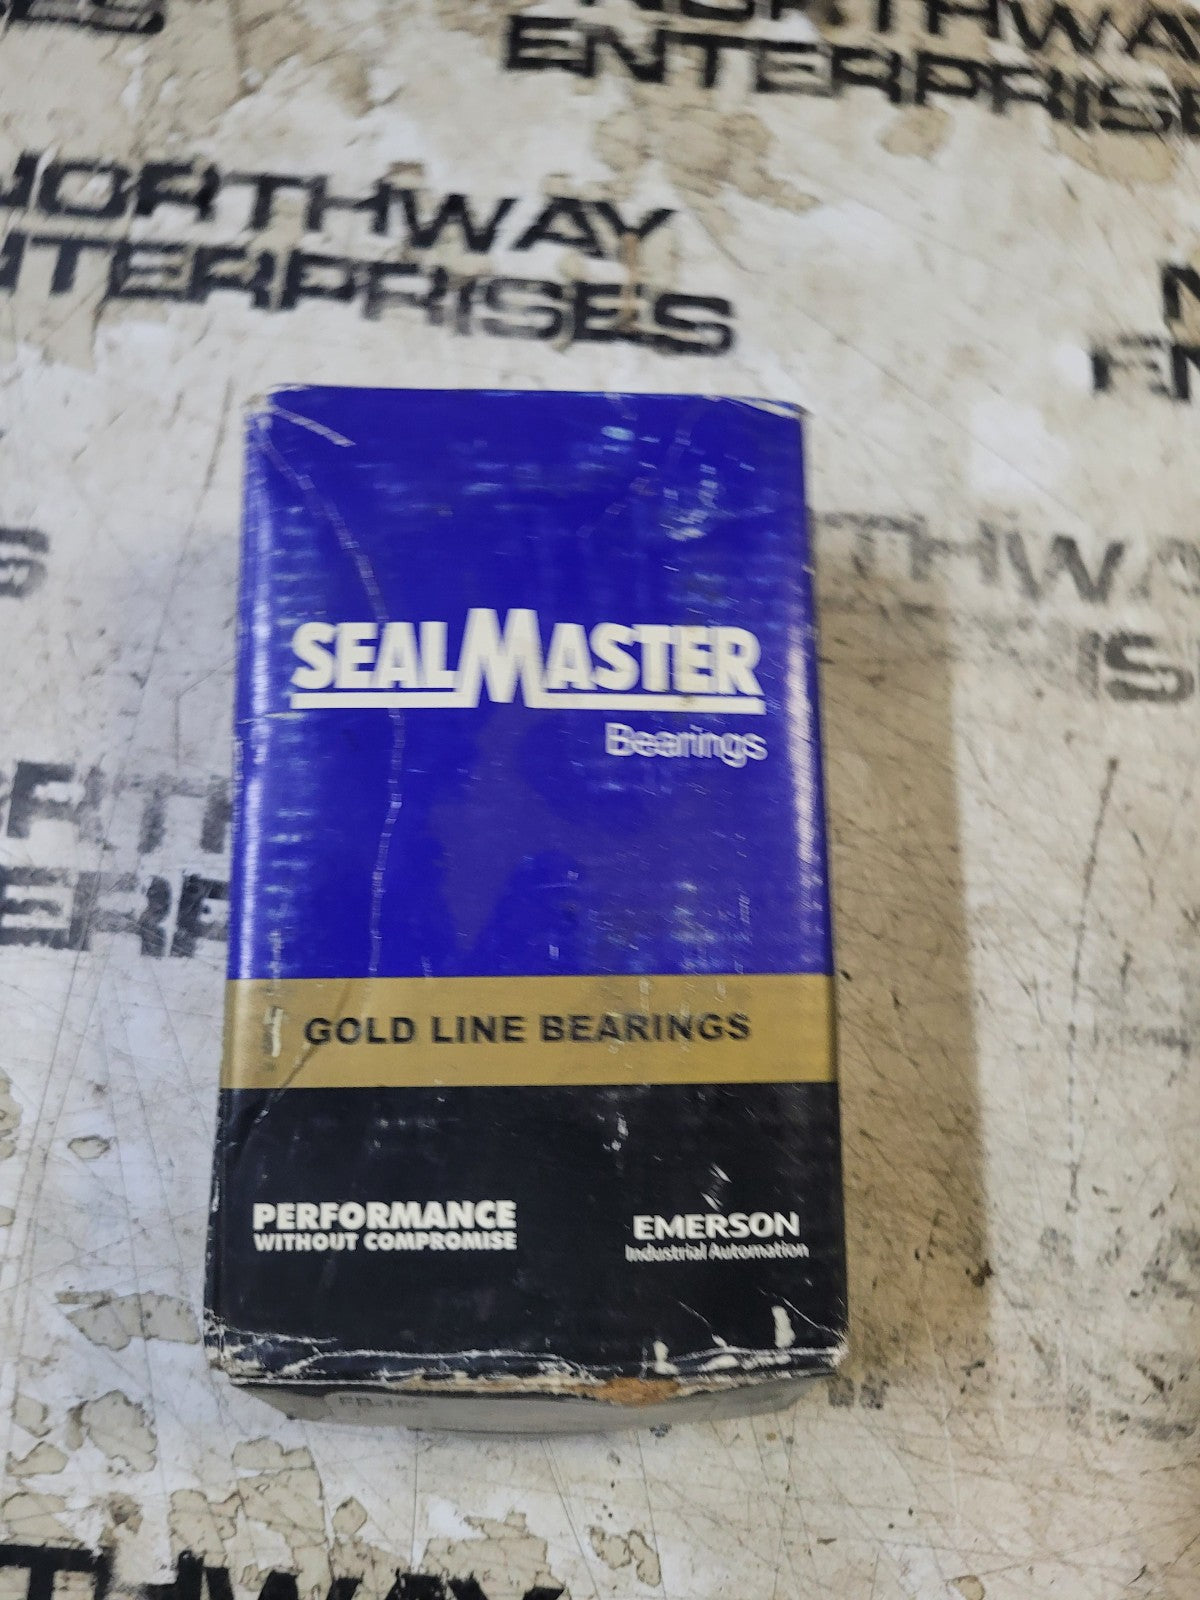 NORTHWAY
ENTERPRISES
NORTHWAY
ENTERPRISES
SEALMASTER
Bearings
GOLD LINE BEARINGS
PERFORMANCE
WITHOUT COMPROMISE
EMERSON
Industrial Automation